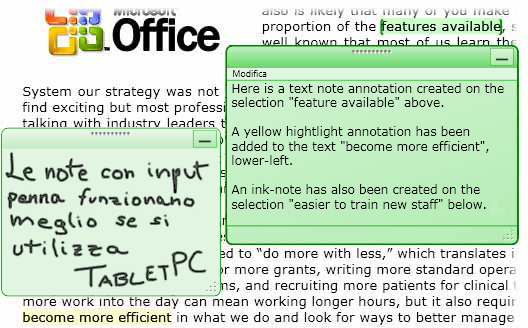 Microsoft
Office
also is likely that many of you make
proportion of the features available,
well known that most of us learn the
System our strategy was not
find exciting but most professi
talking with industry leaders t
Modifica
Here is a text note annotation created on the
selection "feature available" above.
A yellow hightlight annotation has been
added to the text "become more efficient",
lower-left.
An ink-note has also been created on the
selection "easier to train new staff" below.
Le note con input
penna funzionano
meglio se si
utilizza
TABLET PC
ed to “do more with less,” which translates i
or more grants, writing more standard opera
ms, and recruiting more patients for clinical t
more work into the day can mean working longer hours, but it also requir
become more efficient in what we do and look for ways to better manage